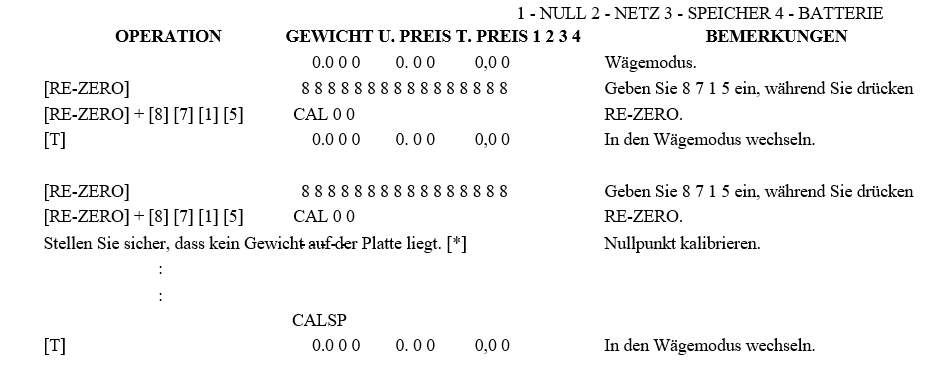 1 - NULL 2 - NETZ 3 - SPEICHER 4 - BATTERIE
OPERATION GEWICHT U. PREIS T. PREIS 1 2 3 4 BEMERKUNGEN
0.0 0 0 0. 0 0 0,0 0 Wägemodus.
[RE-ZERO] 8 8 8 8 8 8 8 8 8 8 8 8 8 8 8 8 Geben Sie 8 7 1 5 ein, während Sie drücken
[RE-ZERO] + [8] [7] [1] [5] CAL 0 0 RE-ZERO.
[T] 0.0 0 0 0. 0 0 0,0 0 In den Wägemodus wechseln.
[RE-ZERO] 8 8 8 8 8 8 8 8 8 8 8 8 8 8 8 8 Geben Sie 8 7 1 5 ein, während Sie drücken
[RE-ZERO] + [8] [7] [1] [5] CAL 0 0 RE-ZERO.
Stellen Sie sicher, dass kein Gewicht auf der Platte liegt. [*] Nullpunkt kalibrieren.
:
:
CALSP
[T] 0.0 0 0 0. 0 0 0,0 0 In den Wägemodus wechseln.